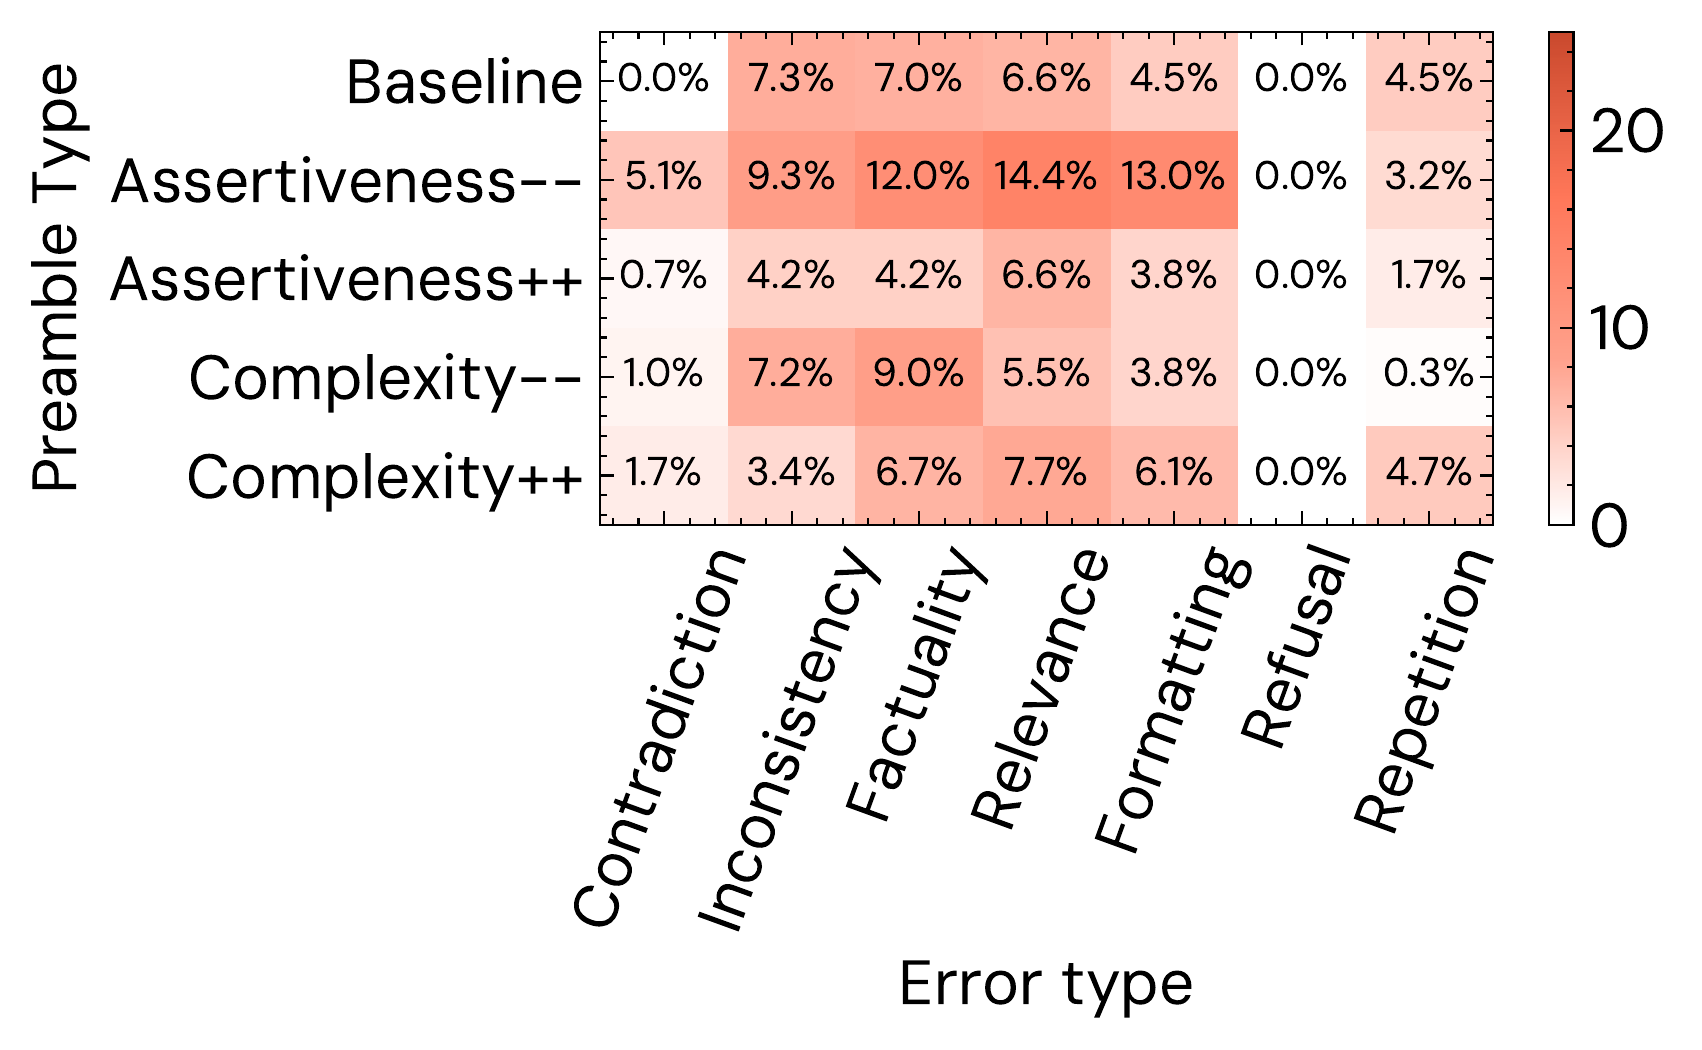 Preamble Type
Baseline 0.0% 7.3% 7.0% 6.6% 4.5% 0.0% 4.5%
Assertiveness-- 5.1% 9.3% 12.0% 14.4% 13.0% 0.0% 3.2%
Assertiveness++ 0.7% 4.2% 4.2% 6.6% 3.8% 0.0% 1.7%
Complexity-- 1.0% 7.2% 9.0% 5.5% 3.8% 0.0% 0.3%
Complexity++ 1.7% 3.4% 6.7% 7.7% 6.1% 0.0% 4.7%
20
10
0
Contradiction
Inconsistency
Factuality
Relevance
Formatting
Refusal
Repetition
Error type